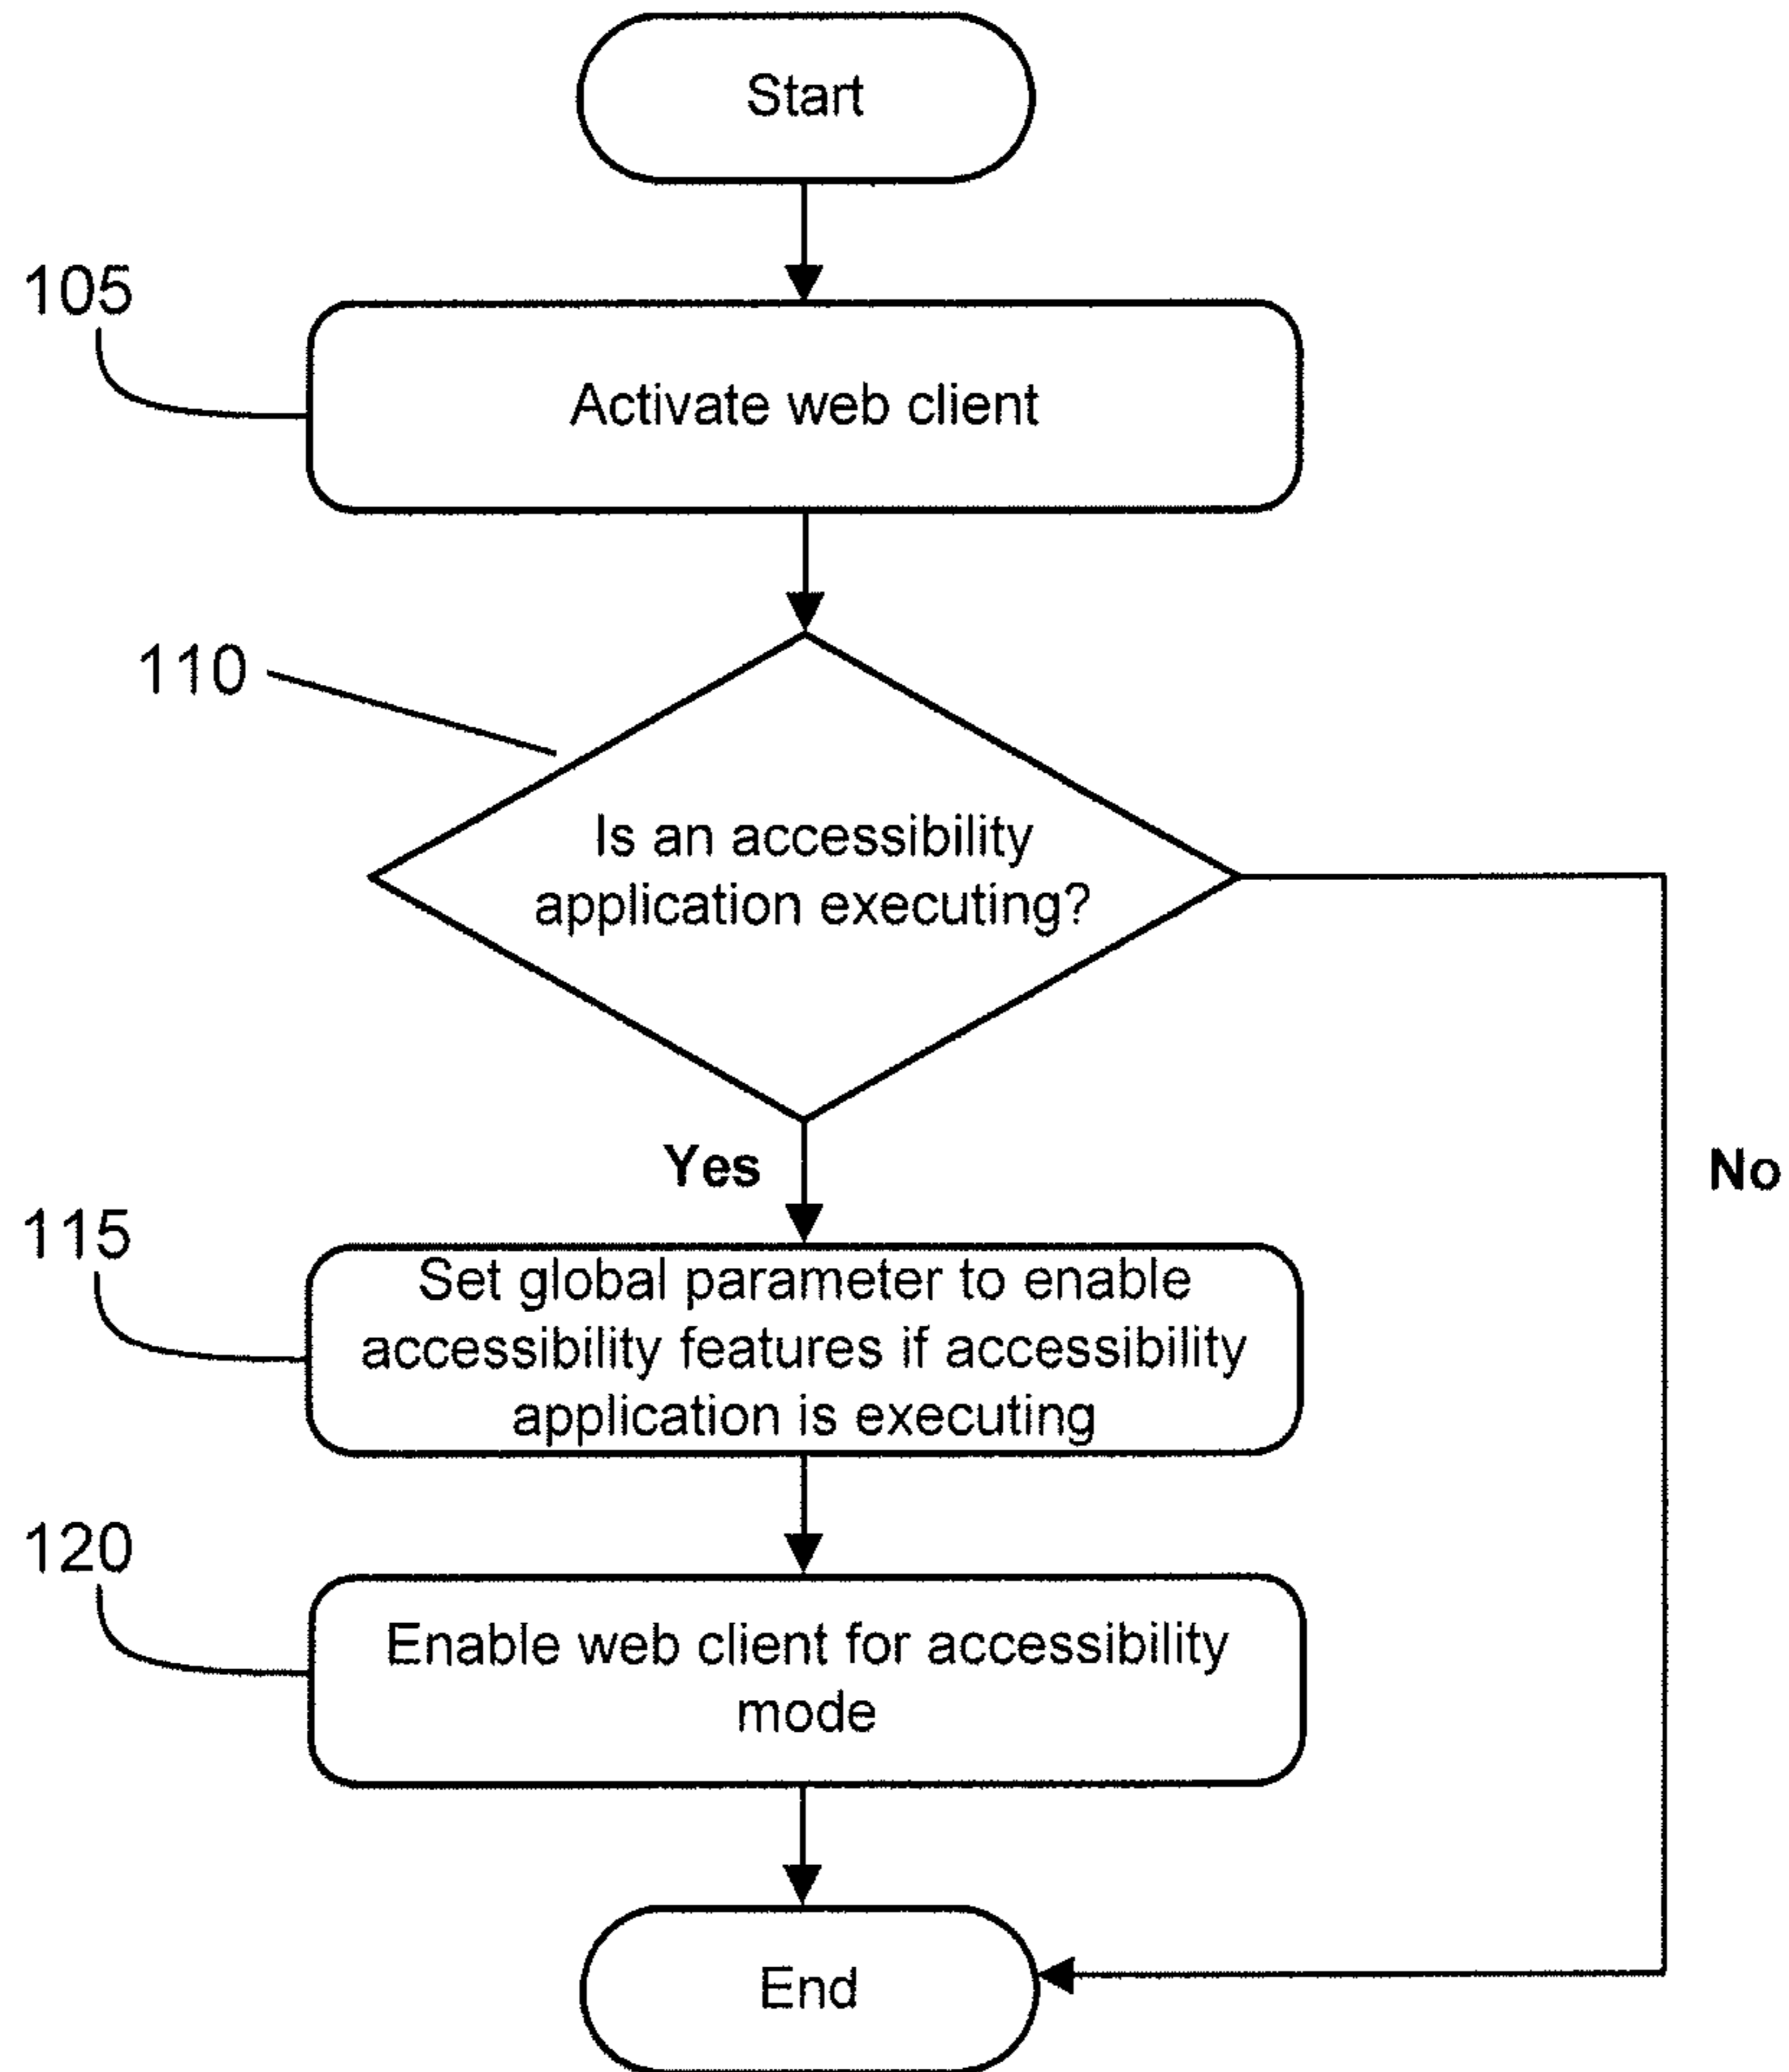 Start
105
Activate web client
110
Is an accessibility
application executing?
Yes
No
115
Set global parameter to enable
accessibility features if accessibility
application is executing
120
Enable web client for accessibility
mode
End